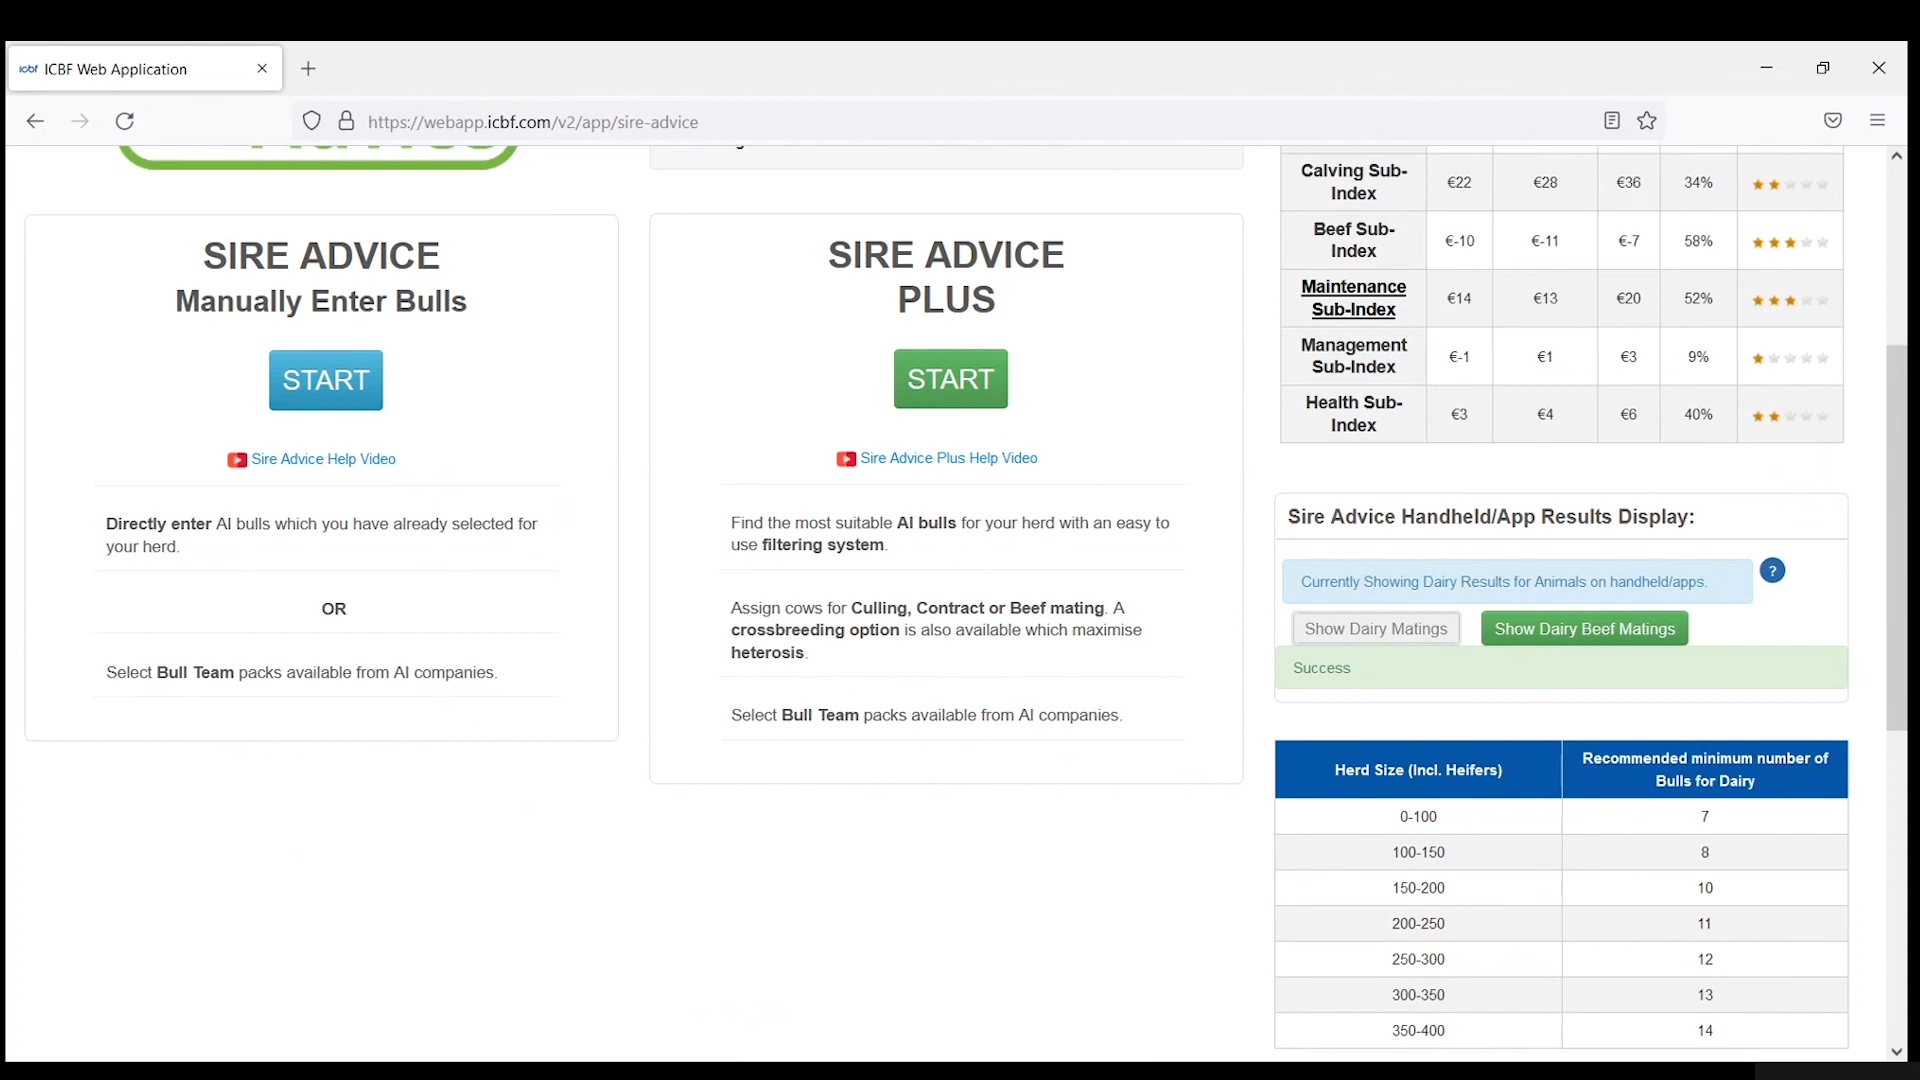 icbf ICBF Web Application
https://webapp.icbf.com/v2/app/sire-advice
SIRE ADVICE
Manually Enter Bulls
START
Sire Advice Help Video
Directly enter AI bulls which you have already selected for
your herd.
OR
Select Bull Team packs available from AI companies.
SIRE ADVICE
PLUS
START
Sire Advice Plus Help Video
Find the most suitable AI bulls for your herd with an easy to
use filtering system.
Assign cows for Culling, Contract or Beef mating. A
crossbreeding option is also available which maximise
heterosis.
Select Bull Team packs available from AI companies.
Calving Sub-
Index €22 €28 €36 34%
Beef Sub-
Index €-10 €-11 €-7 58%
Maintenance
Sub-Index €14 €13 €20 52%
Management
Sub-Index €-1 €1 €3 9%
Health Sub-
Index €3 €4 €6 40%
Sire Advice Handheld/App Results Display:
Currently Showing Dairy Results for Animals on handheld/apps. ?
Show Dairy Matings Show Dairy Beef Matings
Success
Herd Size (Incl. Heifers) Recommended minimum number of
Bulls for Dairy
0-100 7
100-150 8
150-200 10
200-250 11
250-300 12
300-350 13
350-400 14